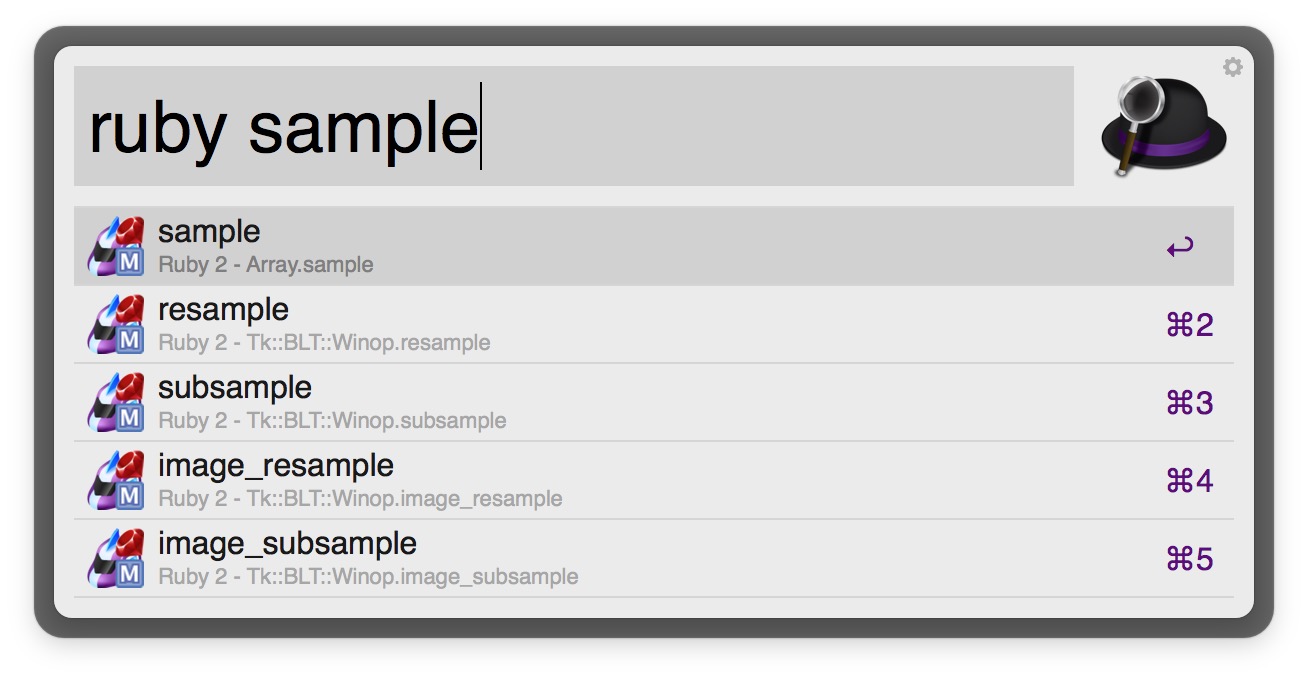 ruby sample
sample
Ruby 2 - Array.sample
↩
M
resample
Ruby 2 - Tk::BLT::Winop.resample
⌘2
M
subsample
Ruby 2 - Tk::BLT::Winop.subsample
⌘3
M
image_resample
Ruby 2 - Tk::BLT::Winop.image_resample
⌘4
M
image_subsample
Ruby 2 - Tk::BLT::Winop.image_subsample
⌘5
M